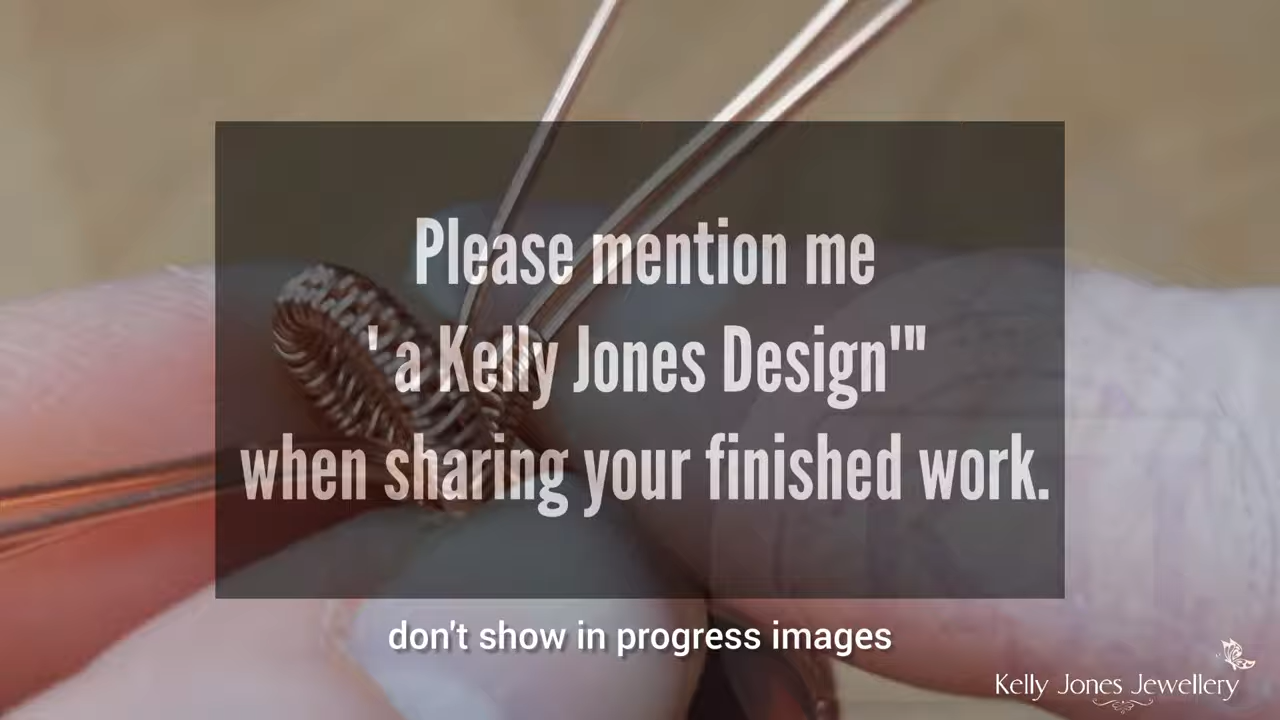 Please mention me
' a Kelly Jones Design'"
when sharing your finished work.
don't show in progress images
Kelly Jones Jewellery